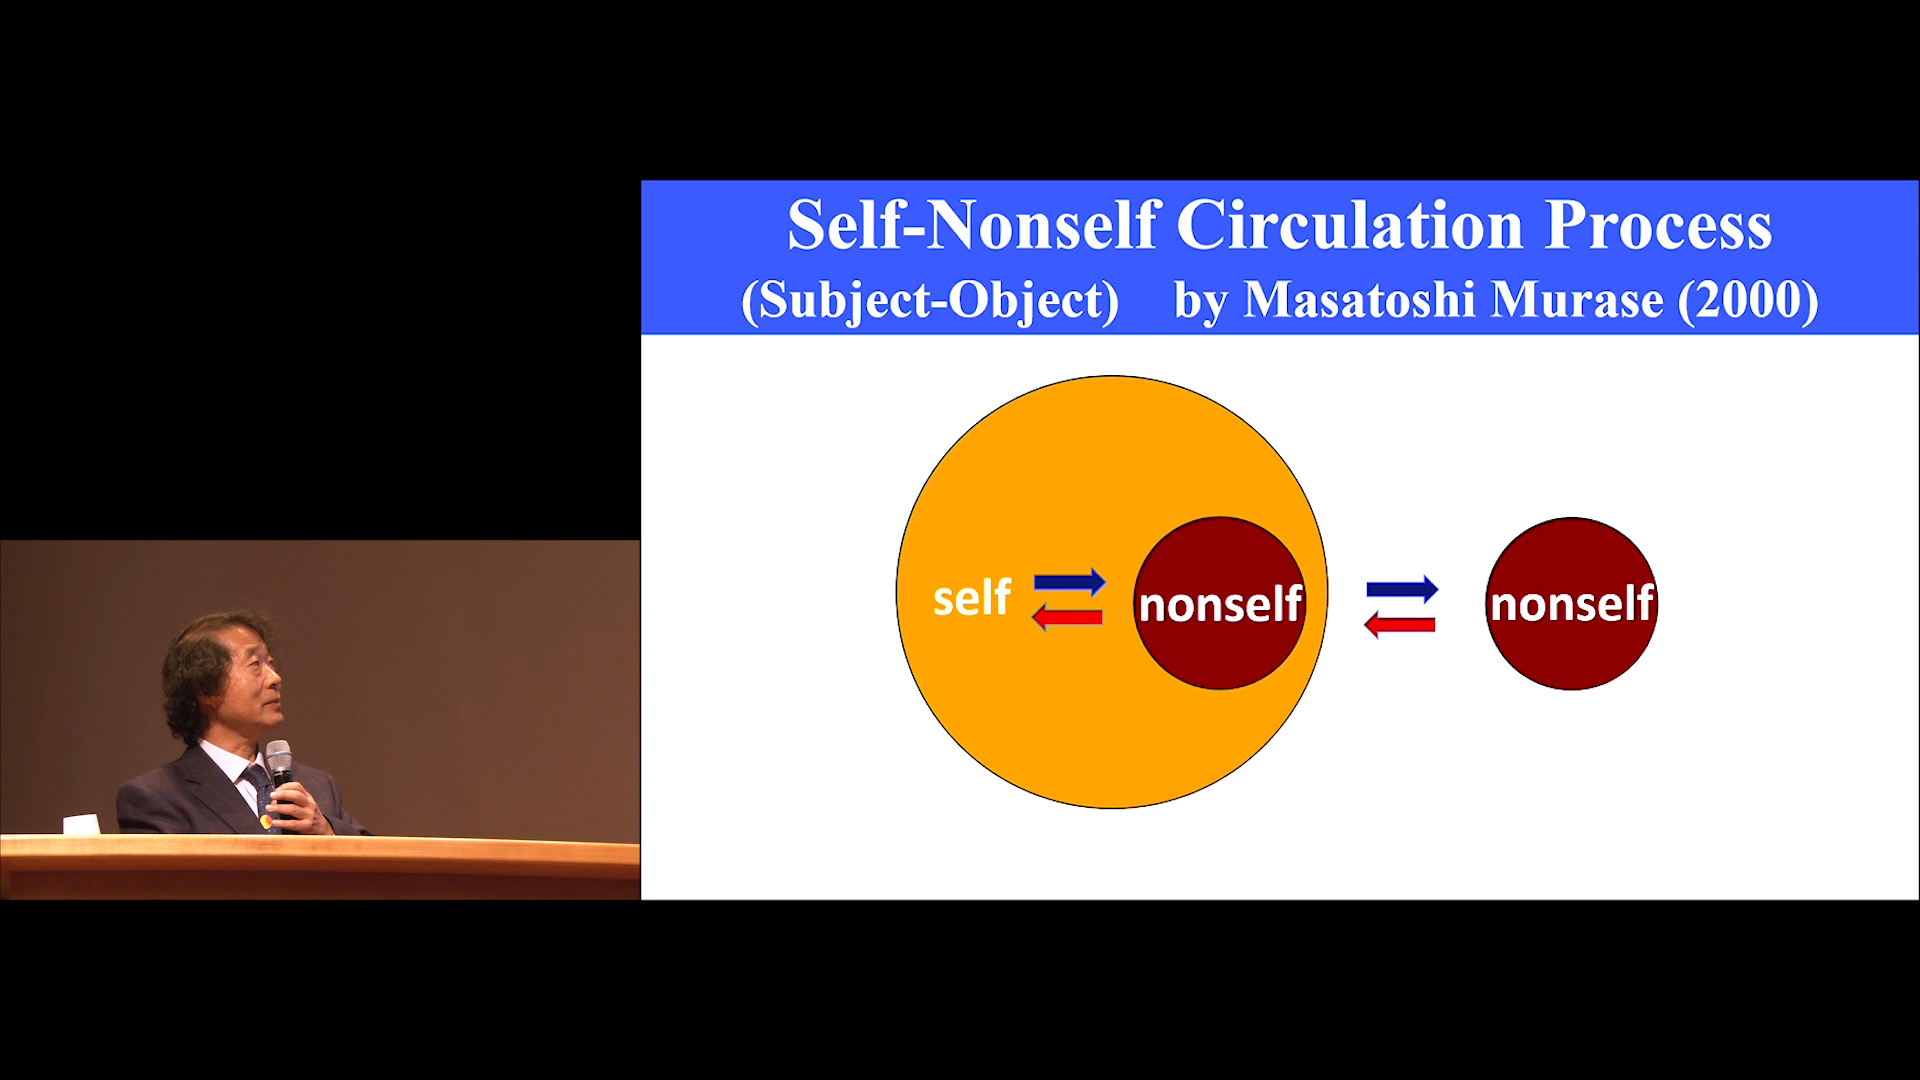 Self-Nonself Circulation Process
(Subject-Object) by Masatoshi Murase (2000)
self
nonself
nonself